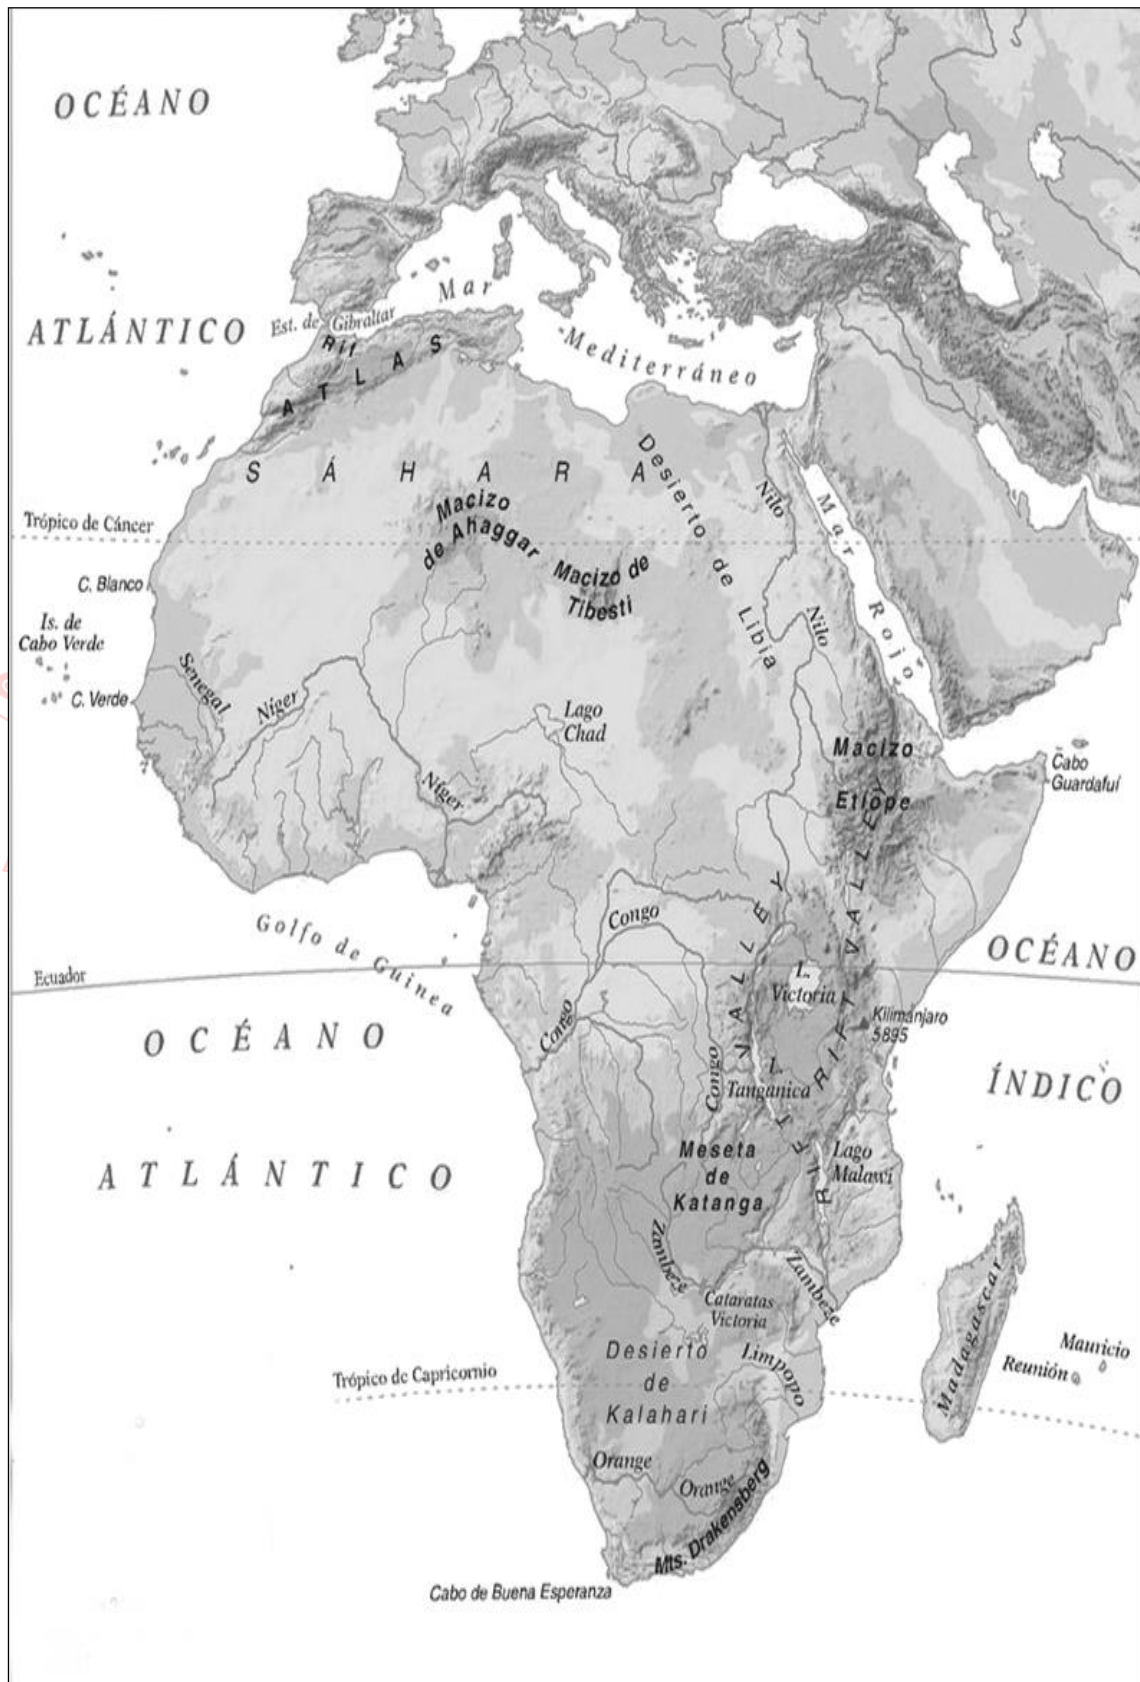 OCÉANO
ATLÁNTICO
Mar
Est. de Gibraltar
Rif
ATLAS
Mediterráneo
SÁHARA
Desierto de Libia
Nilo
Macizo
de Ahaggar
Mar Rojo
Trópico de Cáncer
Macizo de
Tibesti
C. Blanco
Is. de
Cabo Verde
Nilo
Senegal
C. Verde
Níger
Lago
Chad
Macizo
Etíope
Cabo
Guardafuí
Níger
Congo
Golfo de Guinea
RIFT VALLEY
RIFT VALLEY
OCÉANO
Ecuador
L.
Victoria
Kilimanjaro
5895
OCÉANO
Congo
Congo
L.
Tanganica
ÍNDICO
ATLÁNTICO
Meseta
de
Katanga
Lago
Malawi
Zambeze
Zambeze
Cataratas
Victoria
Madagascar
Mauricio
Reunión
Desierto
de
Kalahari
Limpopo
Trópico de Capricornio
Orange
Orange
Mts. Drakensberg
Cabo de Buena Esperanza